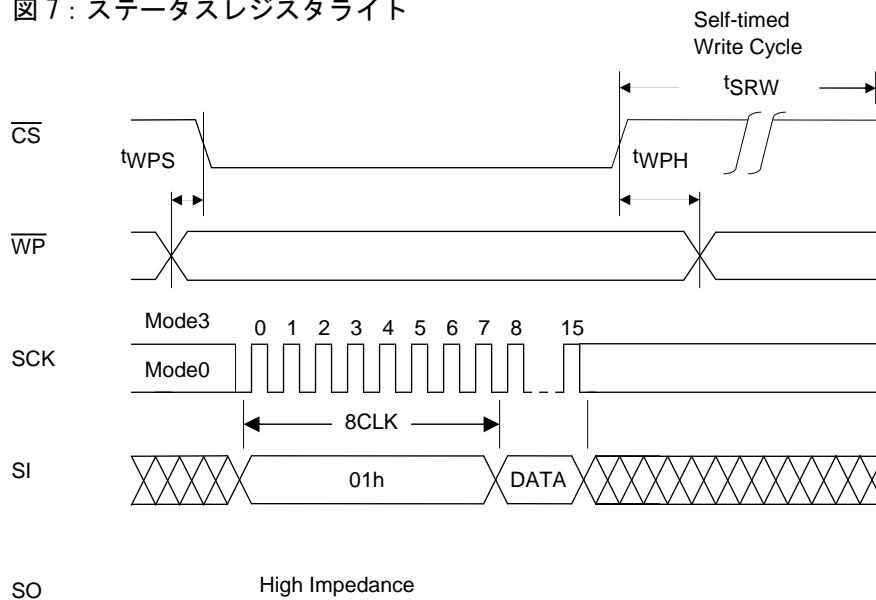 図 7 : ステータスレジスタライト
Self-timed
Write Cycle
tSRW
CS
tWPS
tWPH
WP
Mode3
0 1 2 3 4 5 6 7 8 15
SCK
Mode0
8CLK
SI
01h
DATA
SO
High Impedance